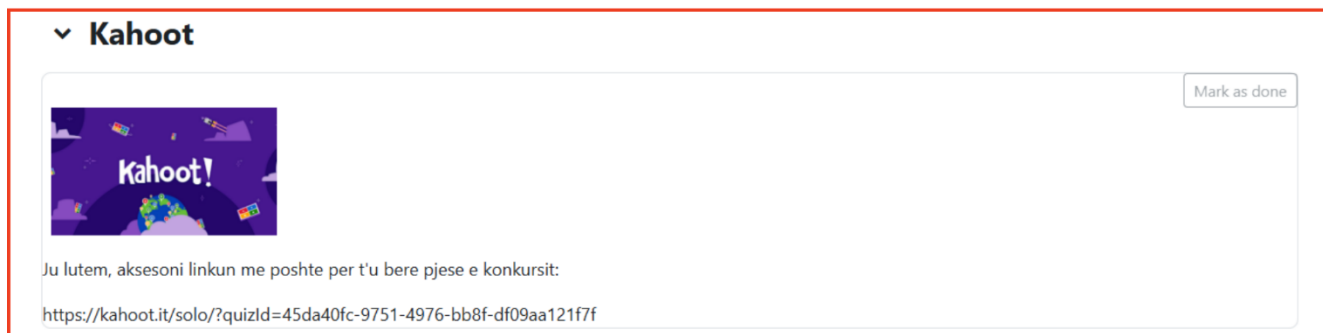 Kahoot
Mark as done
Kahoot!
Ju lutem, aksesoni linkun me poshte per t'u bere pjese e konkursit:
https://kahoot.it/solo/?quizId=45da40fc-9751-4976-bb8f-df09aa121f7f